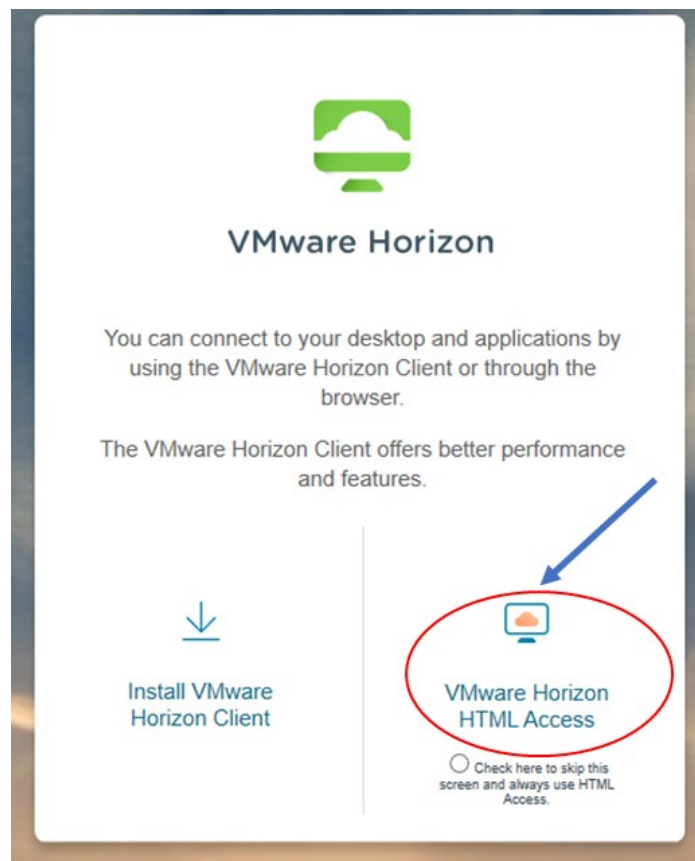 VMware Horizon
You can connect to your desktop and applications by
using the VMware Horizon Client or through the
browser.
The VMware Horizon Client offers better performance
and features.
Install VMware
Horizon Client
VMware Horizon
HTML Access
Check here to skip this
screen and always use HTML
Access.